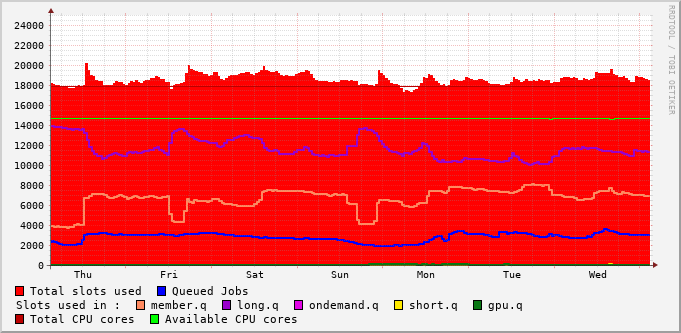 24000
22000
20000
18000
16000
14000
12000
10000
8000
6000
4000
2000
0
Thu Fri Sat Sun Mon Tue Wed
RRDTOOL / TOBI OETIKER
Total slots used Queued Jobs
Slots used in : member.q long.q ondemand.q short.q gpu.q
Total CPU cores Available CPU cores